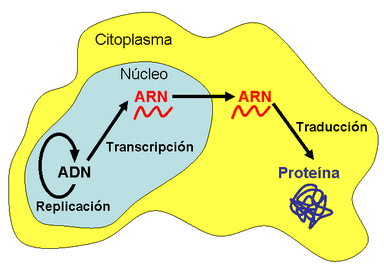 Citoplasma
Núcleo
ARN
ARN
Traducción
Transcripción
ADN
Proteína
Replicación